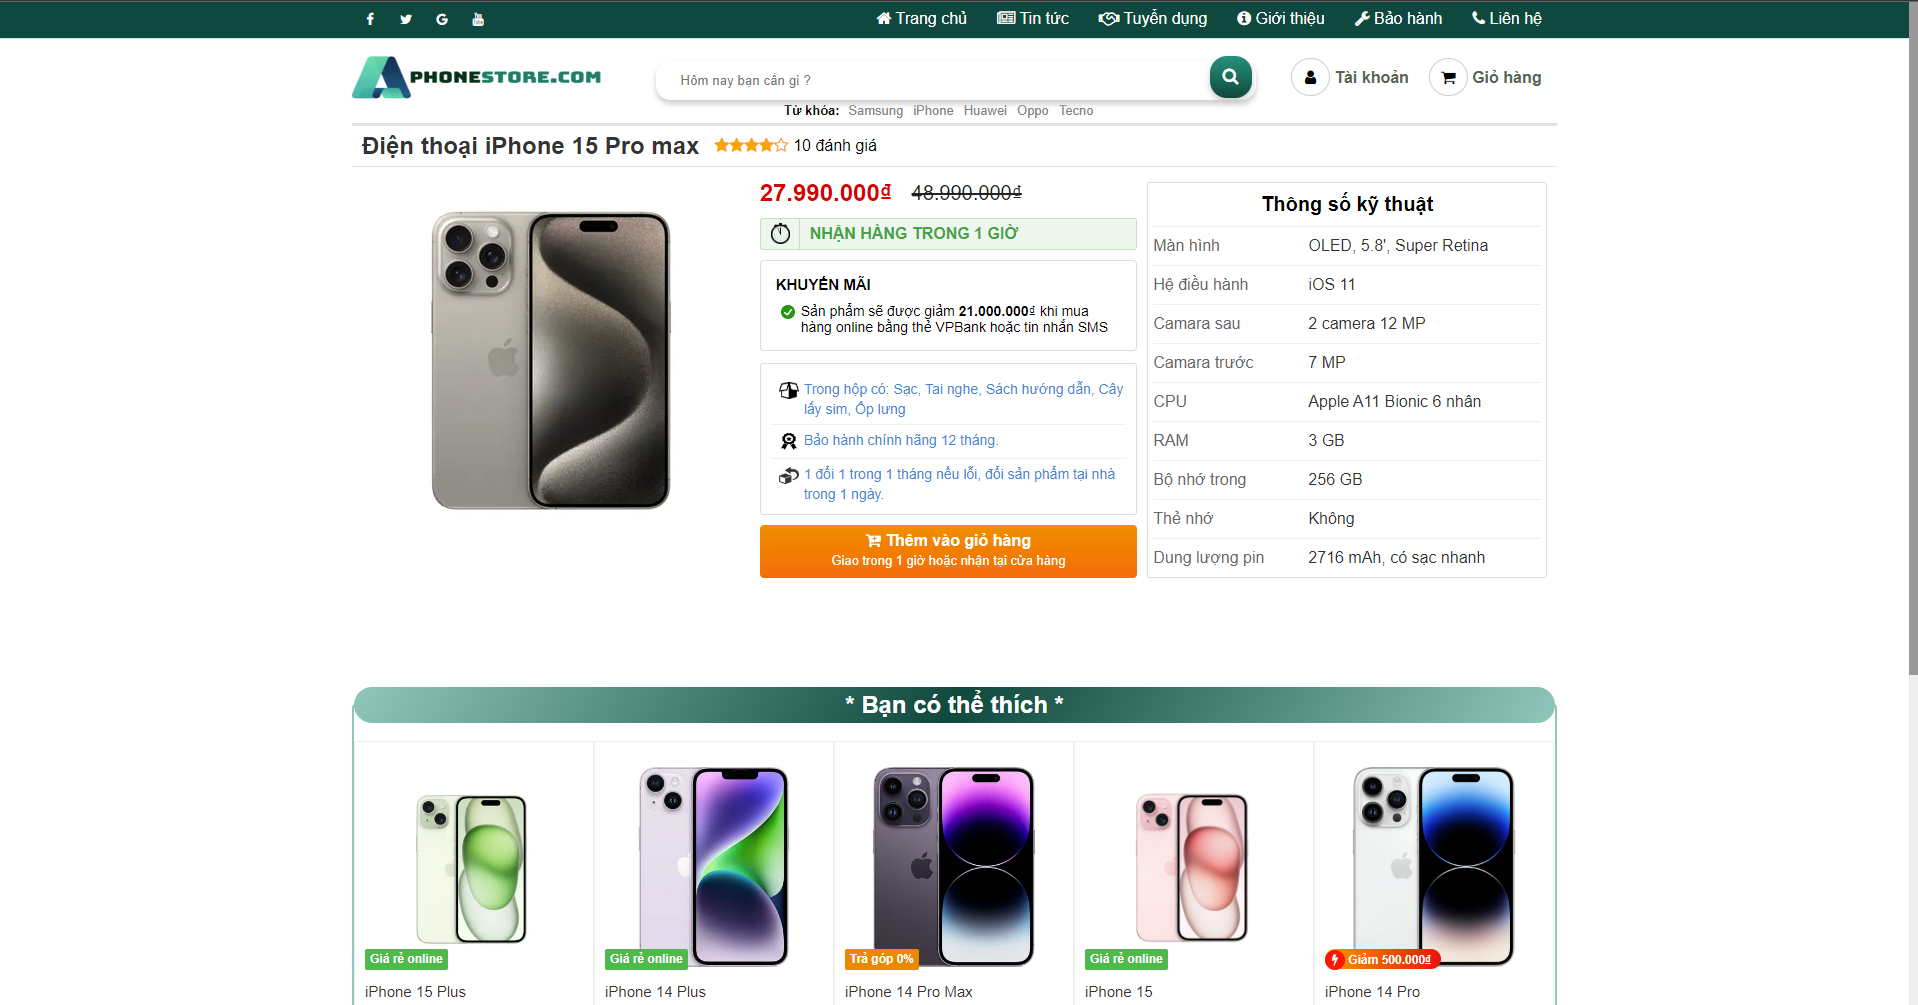 Trang chủ Tin tức Tuyển dụng Giới thiệu Bảo hành Liên hệ
APHONESTORE.COM
Hôm nay bạn cần gì ?
Tài khoản Giỏ hàng
Từ khóa: Samsung iPhone Huawei Oppo Tecno
Điện thoại iPhone 15 Pro max 10 đánh giá
27.990.000₫ 48.990.000₫
NHẬN HÀNG TRONG 1 GIỜ
KHUYẾN MÃI
Sản phẩm sẽ được giảm 21.000.000₫ khi mua
hàng online bằng thẻ VPBank hoặc tin nhắn SMS
Trong hộp có: Sạc, Tai nghe, Sách hướng dẫn, Cây
lấy sim, Ốp lưng
Bảo hành chính hãng 12 tháng.
1 đổi 1 trong 1 tháng nếu lỗi, đổi sản phẩm tại nhà
trong 1 ngày.
Thêm vào giỏ hàng
Giao trong 1 giờ hoặc nhận tại cửa hàng
Thông số kỹ thuật
Màn hình OLED, 5.8', Super Retina
Hệ điều hành iOS 11
Camara sau 2 camera 12 MP
Camara trước 7 MP
CPU Apple A11 Bionic 6 nhân
RAM 3 GB
Bộ nhớ trong 256 GB
Thẻ nhớ Không
Dung lượng pin 2716 mAh, có sạc nhanh
* Bạn có thể thích *
Giá rẻ online Giá rẻ online Trả góp 0% Giá rẻ online Giảm 500.000₫
iPhone 15 Plus iPhone 14 Plus iPhone 14 Pro Max iPhone 15 iPhone 14 Pro